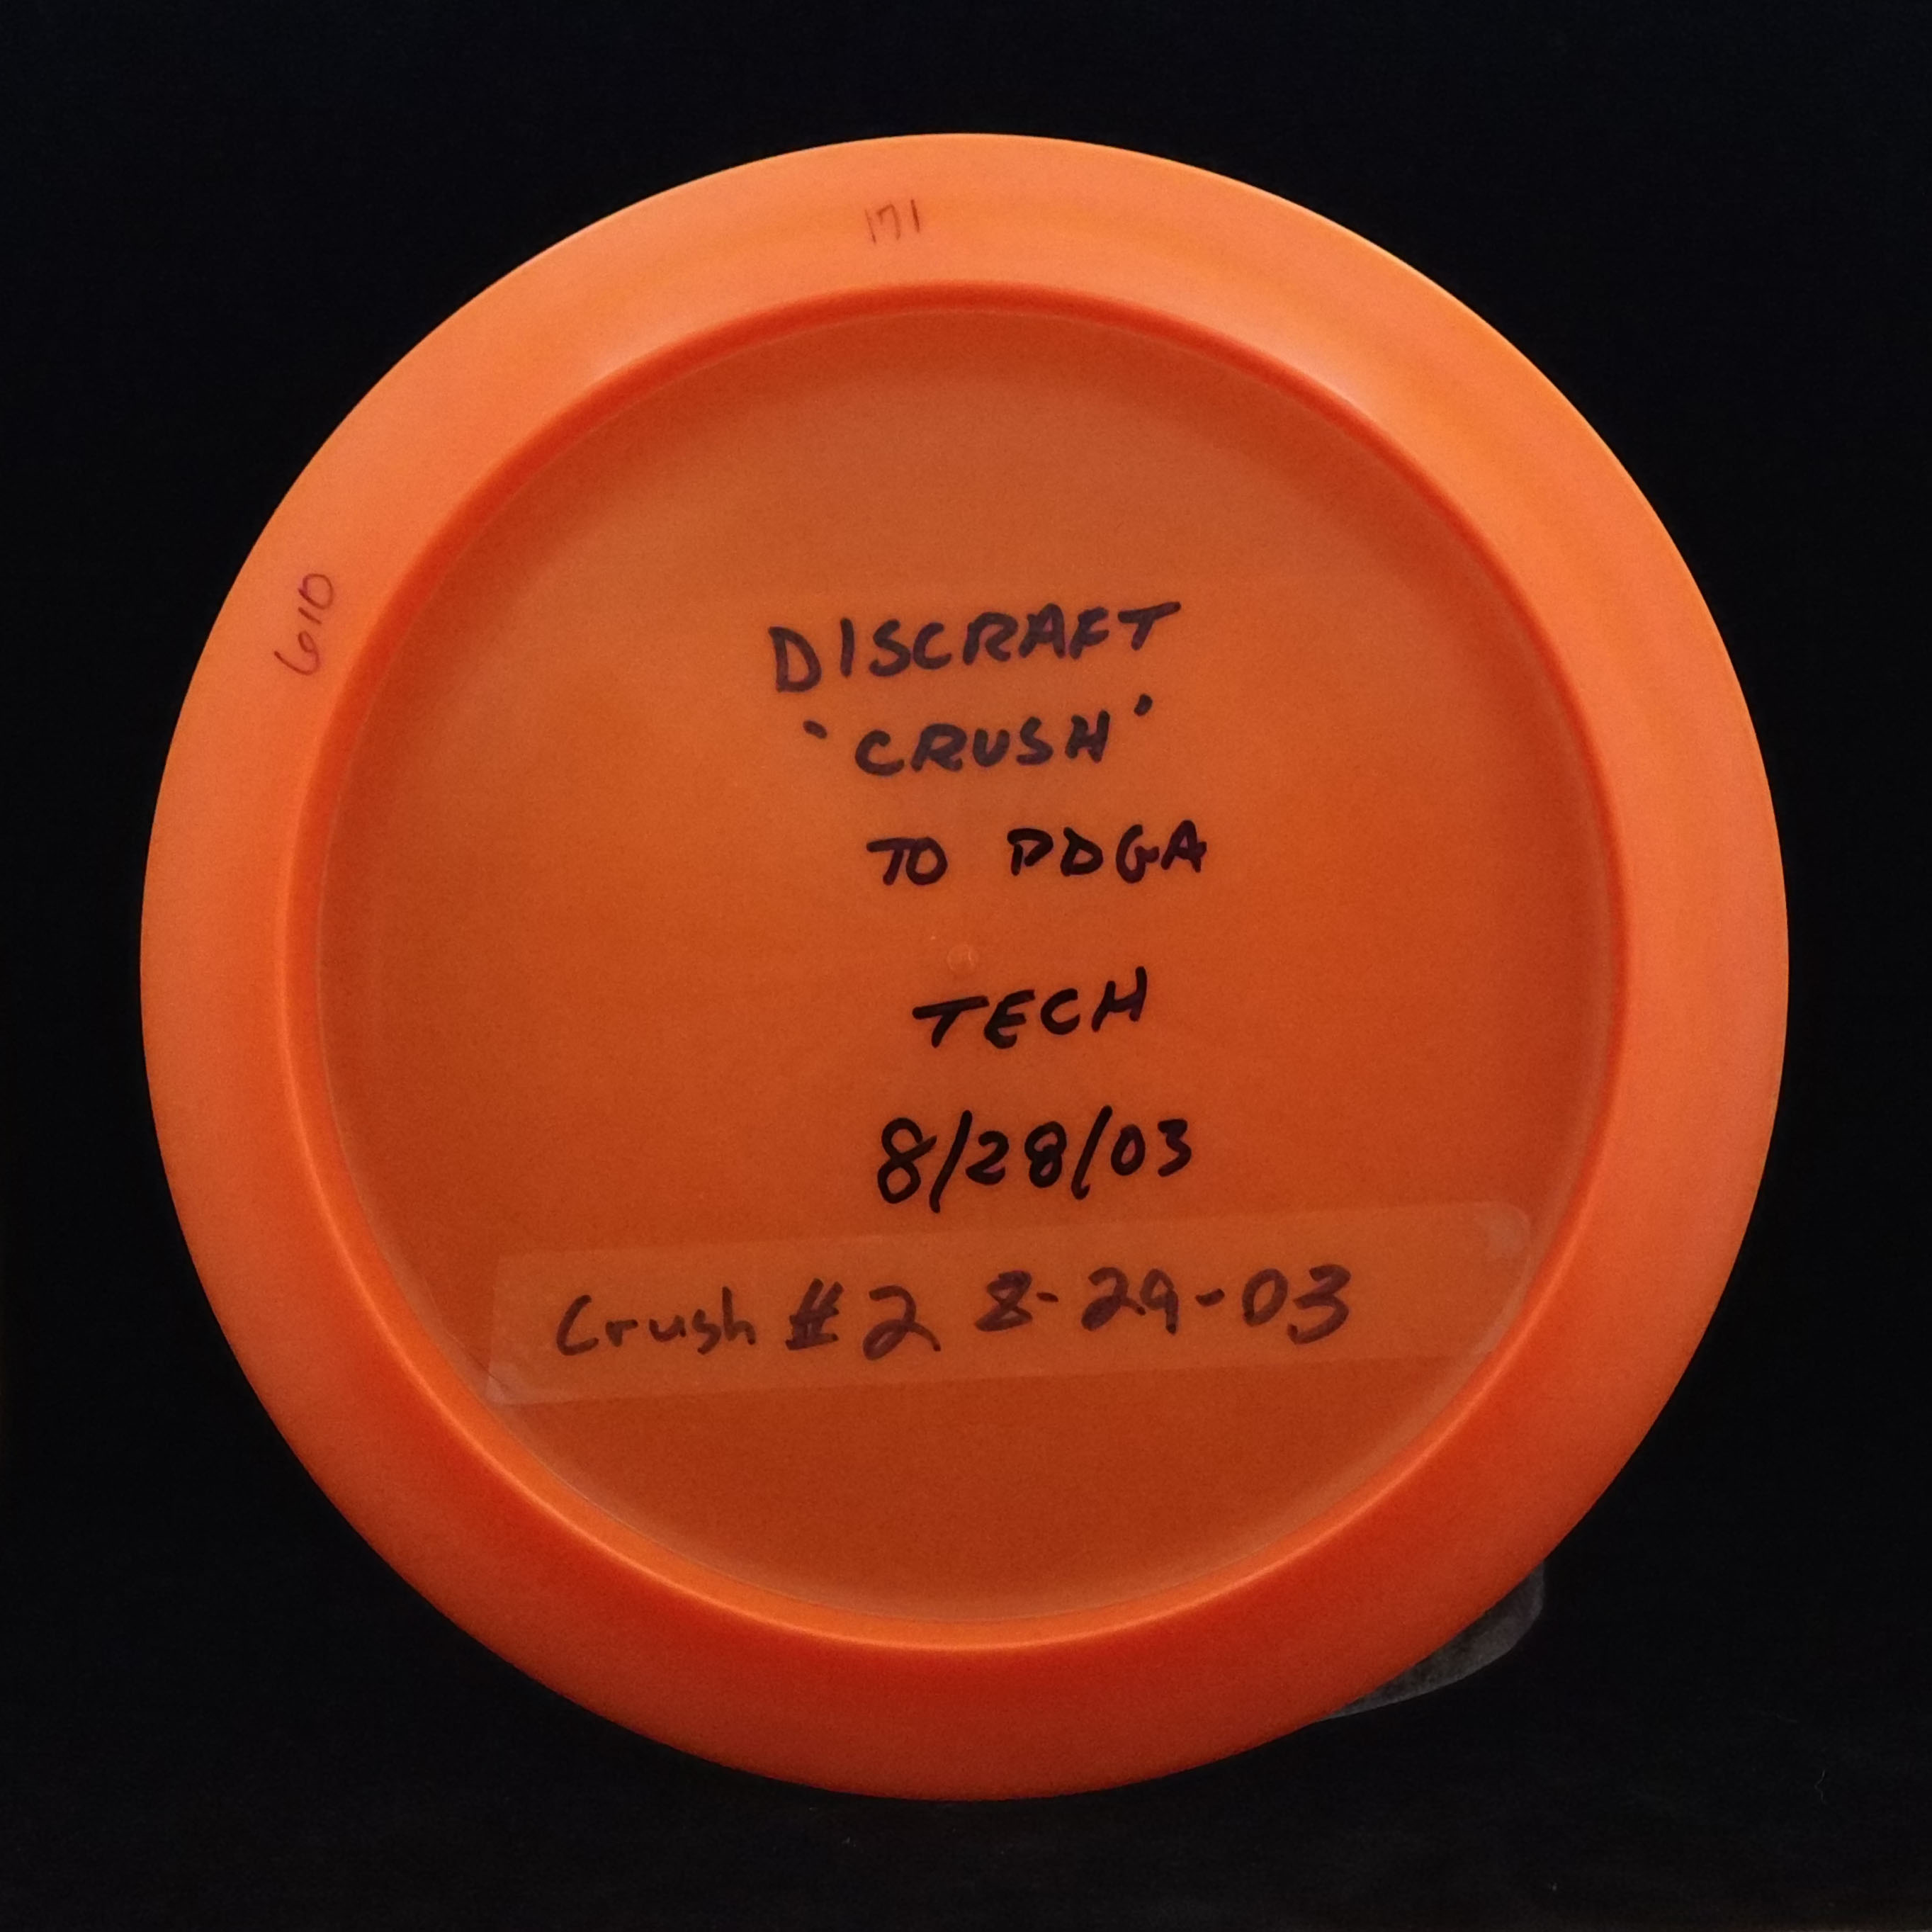 171
610
DISCRAFT
'CRUSH'
TO PDGA
TECH
8/28/03
Crush #2 8-29-03